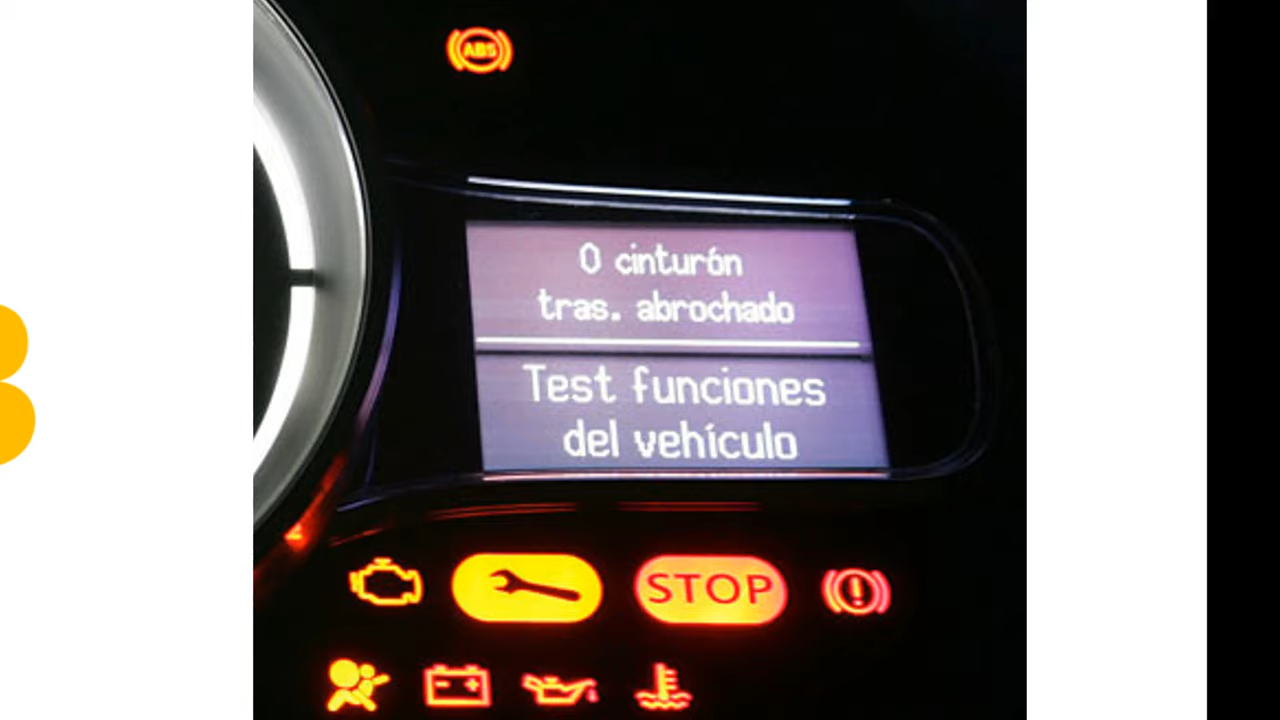 ABS
0 cinturón
tras. abrochado
Test funciones
del vehículo
STOP